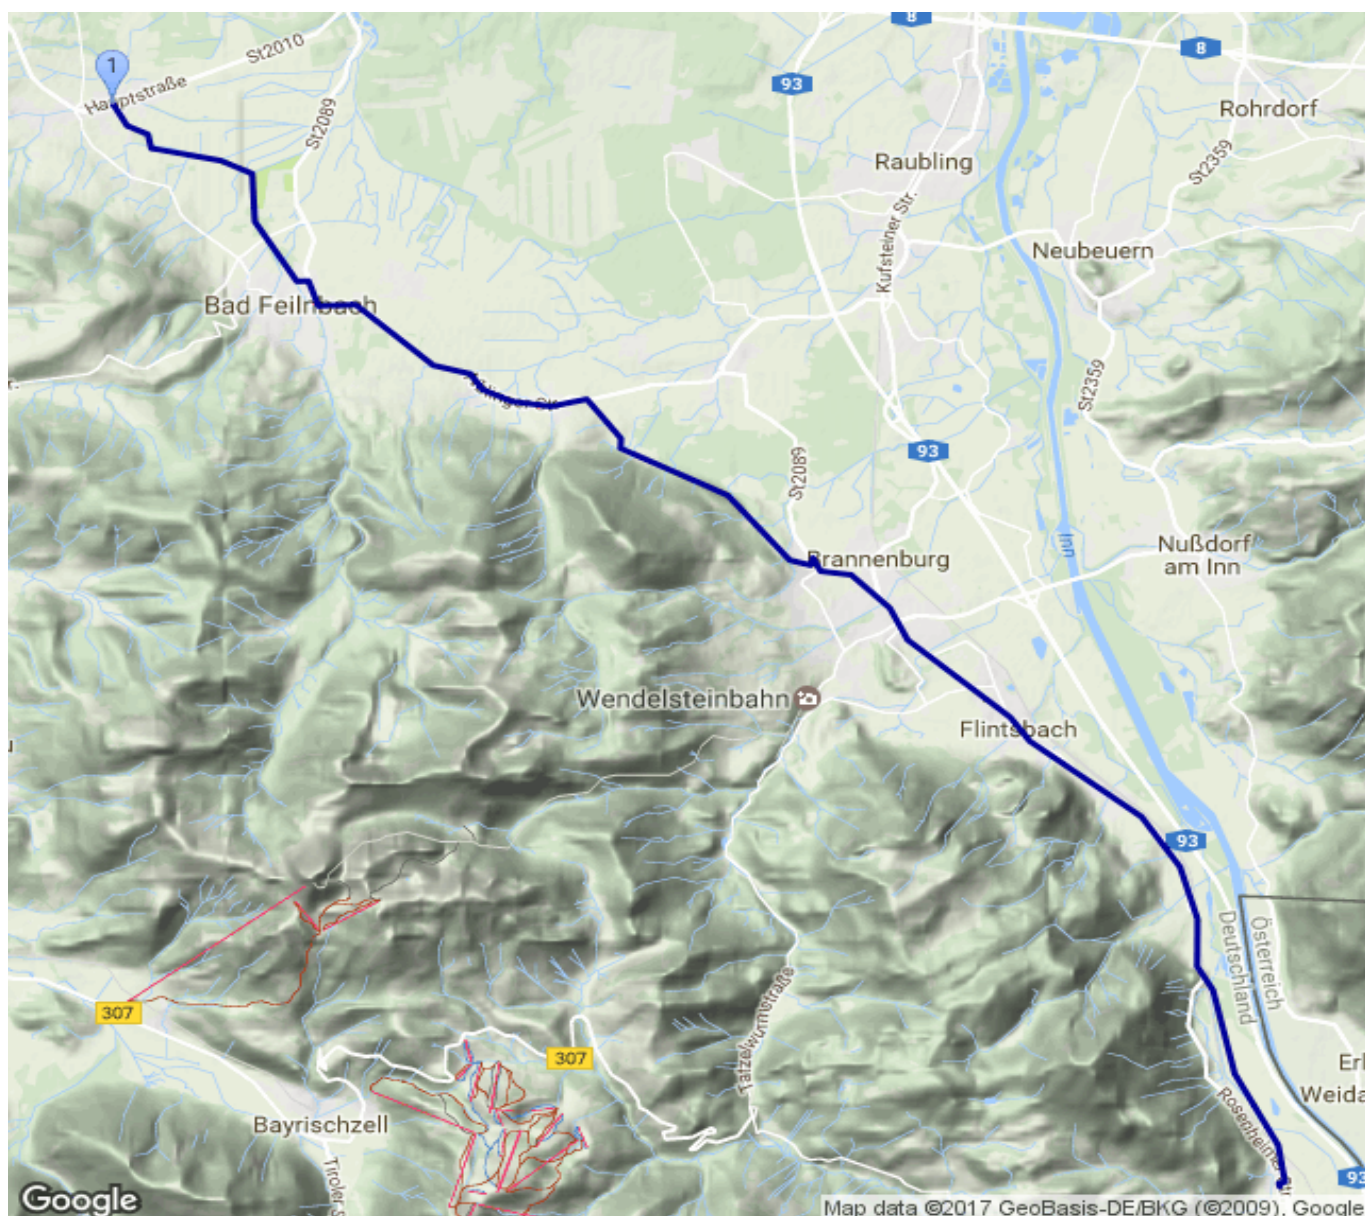 8
St2010
8
1
93
Hauptstraße
Rohrdorf
St2089
Raubling
St2359
Kufsteiner Str.
Neubeuern
Bad Feilnbach
St2359
r.
93
St2089
Inn
Nußdorf
am Inn
Brannenburg
Wendelsteinbahn
Flintsbach
u
93
Deutschland
Österreich
307
Tatzelwurmstraße
307
Erl
Weida
Bayrischzell
Rosenheimer Str
Tiroler S
93
Google
Map data ©2017 GeoBasis-DE/BKG (©2009), Google